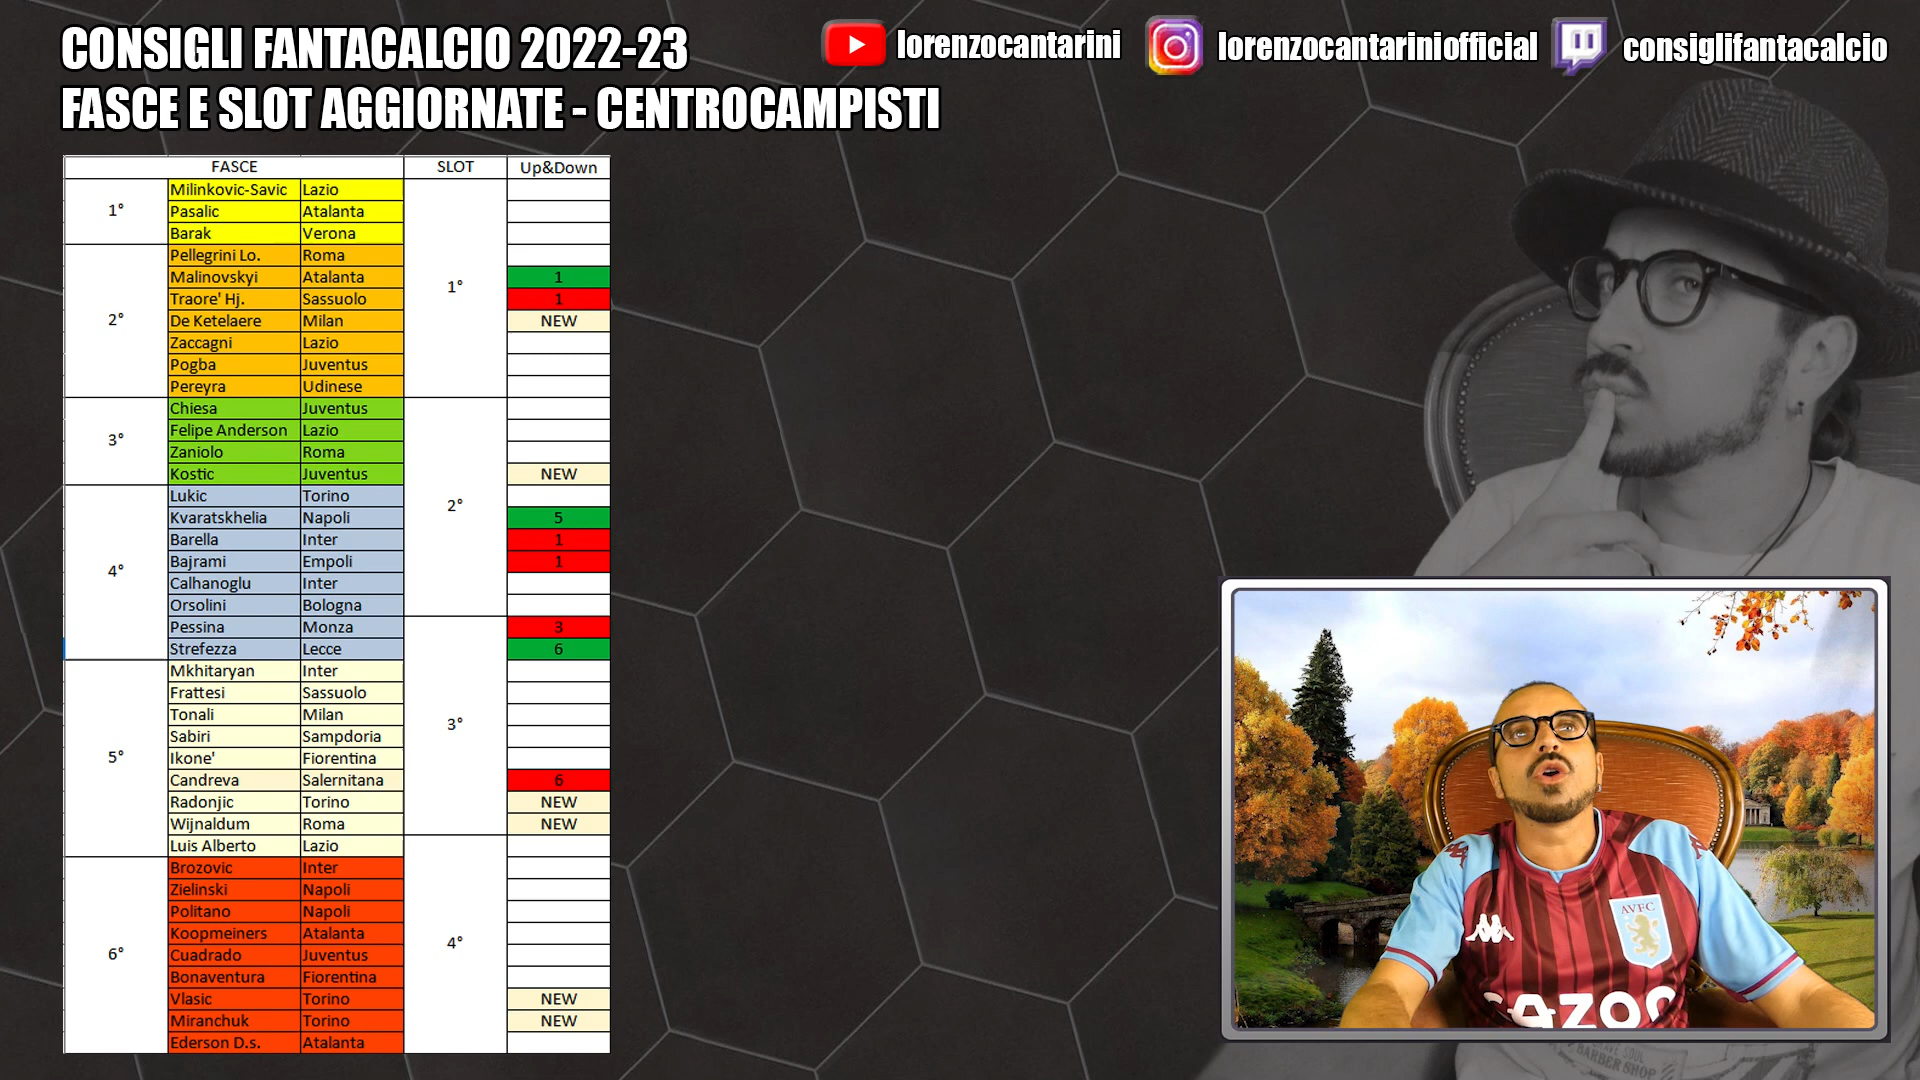 CONSIGLI FANTACALCIO 2022-23
FASCE E SLOT AGGIORNATE - CENTROCAMPISTI
lorenzocantarini
lorenzocantariniofficial
consiglifantacalcio
FASCE SLOT Up&Down
1°
Milinkovic-Savic Lazio
Pasalic Atalanta
Barak Verona
1°
2°
Pellegrini Lo. Roma
Malinovskyi Atalanta 1
Traore' Hj. Sassuolo 1
De Ketelaere Milan NEW
Zaccagni Lazio
Pogba Juventus
Pereyra Udinese
3°
Chiesa Juventus
Felipe Anderson Lazio
Zaniolo Roma
Kostic Juventus NEW
2°
4°
Lukic Torino
Kvaratskhelia Napoli 5
Barella Inter 1
Bajrami Empoli 1
Calhanoglu Inter
Orsolini Bologna
Pessina Monza 3
Strefezza Lecce 6
3°
5°
Mkhitaryan Inter
Frattesi Sassuolo
Tonali Milan
Sabiri Sampdoria
Ikone' Fiorentina
Candreva Salernitana 6
Radonjic Torino NEW
Wijnaldum Roma NEW
Luis Alberto Lazio
4°
6°
Brozovic Inter
Zielinski Napoli
Politano Napoli
Koopmeiners Atalanta
Cuadrado Juventus
Bonaventura Fiorentina
Vlasic Torino NEW
Miranchuk Torino NEW
Ederson D.s. Atalanta
AVFC
CAZOO
BARBER SHOP